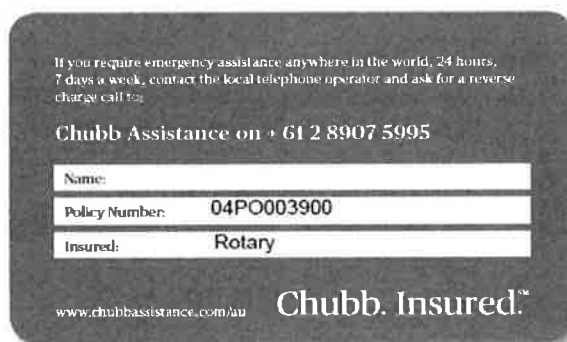 If you require emergency assistance anywhere in the world, 24 hours,
7 days a week, contact the local telephone operator and ask for a reverse
charge call to:
Chubb Assistance on + 61 2 8907 5995
Name:
Policy Number: 04PO003900
Insured: Rotary
www.chubbassistance.com/au
Chubb. Insured.℠